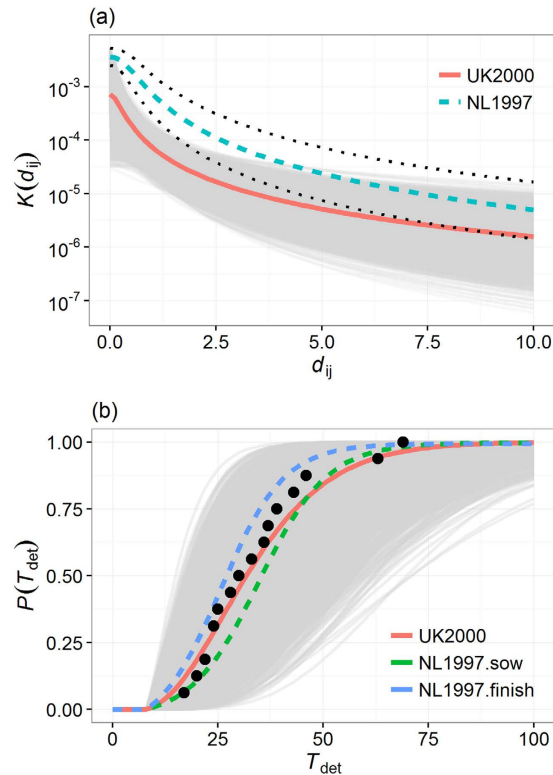 (a)
10⁻³
10⁻⁴
10⁻⁵
10⁻⁶
10⁻⁷
K(dᵢⱼ)
UK2000
NL1997
0.0 2.5 5.0 7.5 10.0
dᵢⱼ
(b)
1.00
0.75
0.50
0.25
0.00
P(T_det)
UK2000
NL1997.sow
NL1997.finish
0 25 50 75 100
T_det